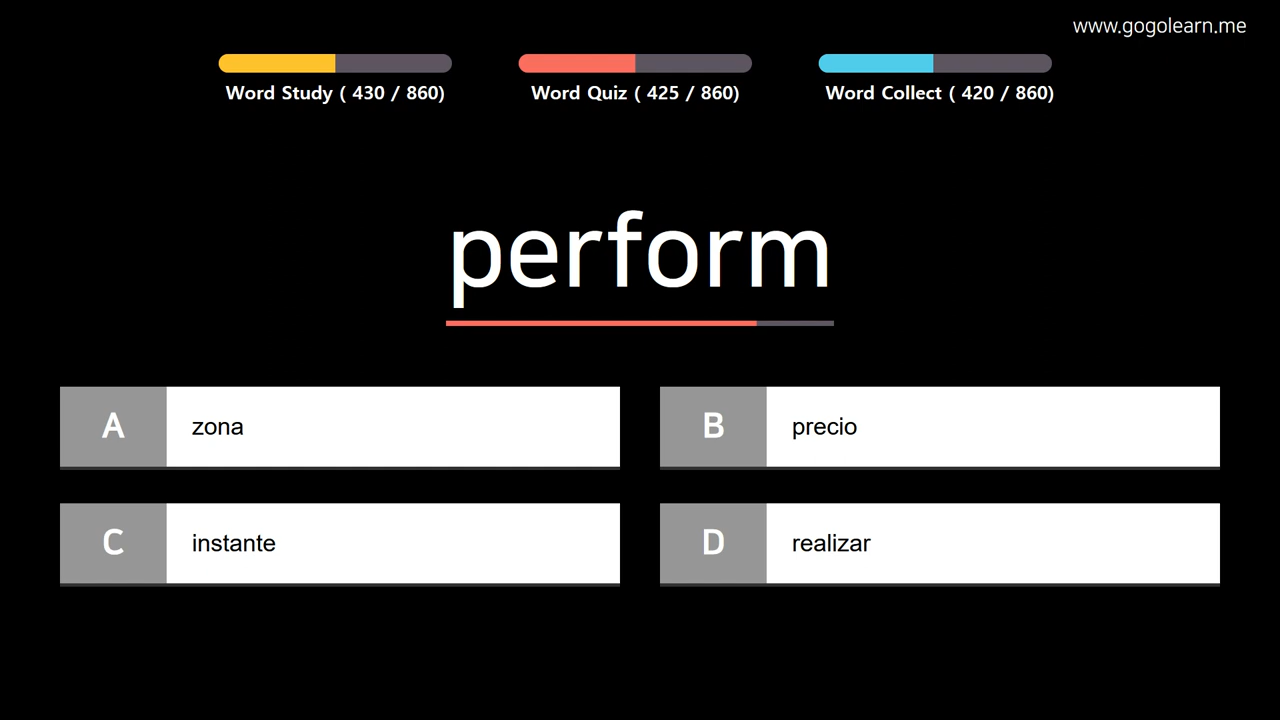 www.gogolearn.me
Word Study ( 430 / 860)
Word Quiz ( 425 / 860)
Word Collect ( 420 / 860)
perform
A zona
B precio
C instante
D realizar